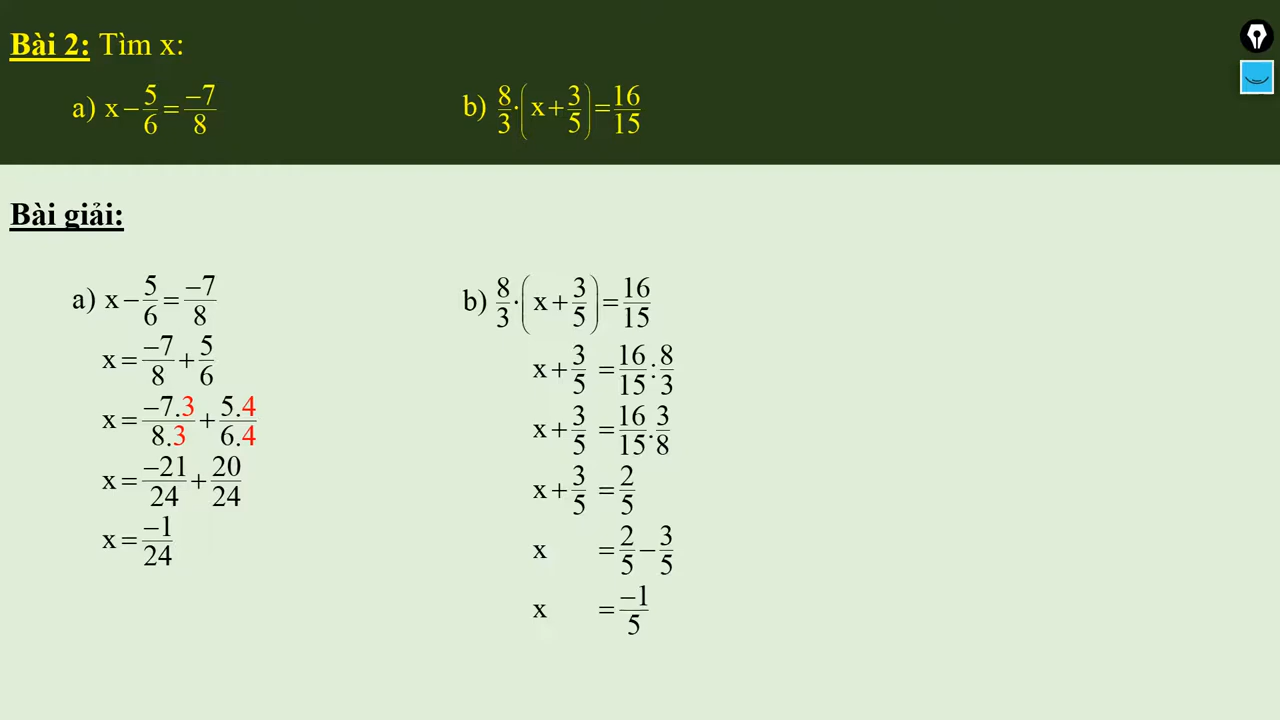 Bài 2: Tìm x:
a) x − 5/6 = −7/8
b) 8/3 · (x + 3/5) = 16/15
Bài giải:
a) x − 5/6 = −7/8
x = −7/8 + 5/6
x = −7.3/8.3 + 5.4/6.4
x = −21/24 + 20/24
x = −1/24
b) 8/3 · (x + 3/5) = 16/15
x + 3/5 = 16/15 : 8/3
x + 3/5 = 16/15 . 3/8
x + 3/5 = 2/5
x = 2/5 − 3/5
x = −1/5